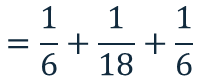 = 1/6 + 1/18 + 1/6